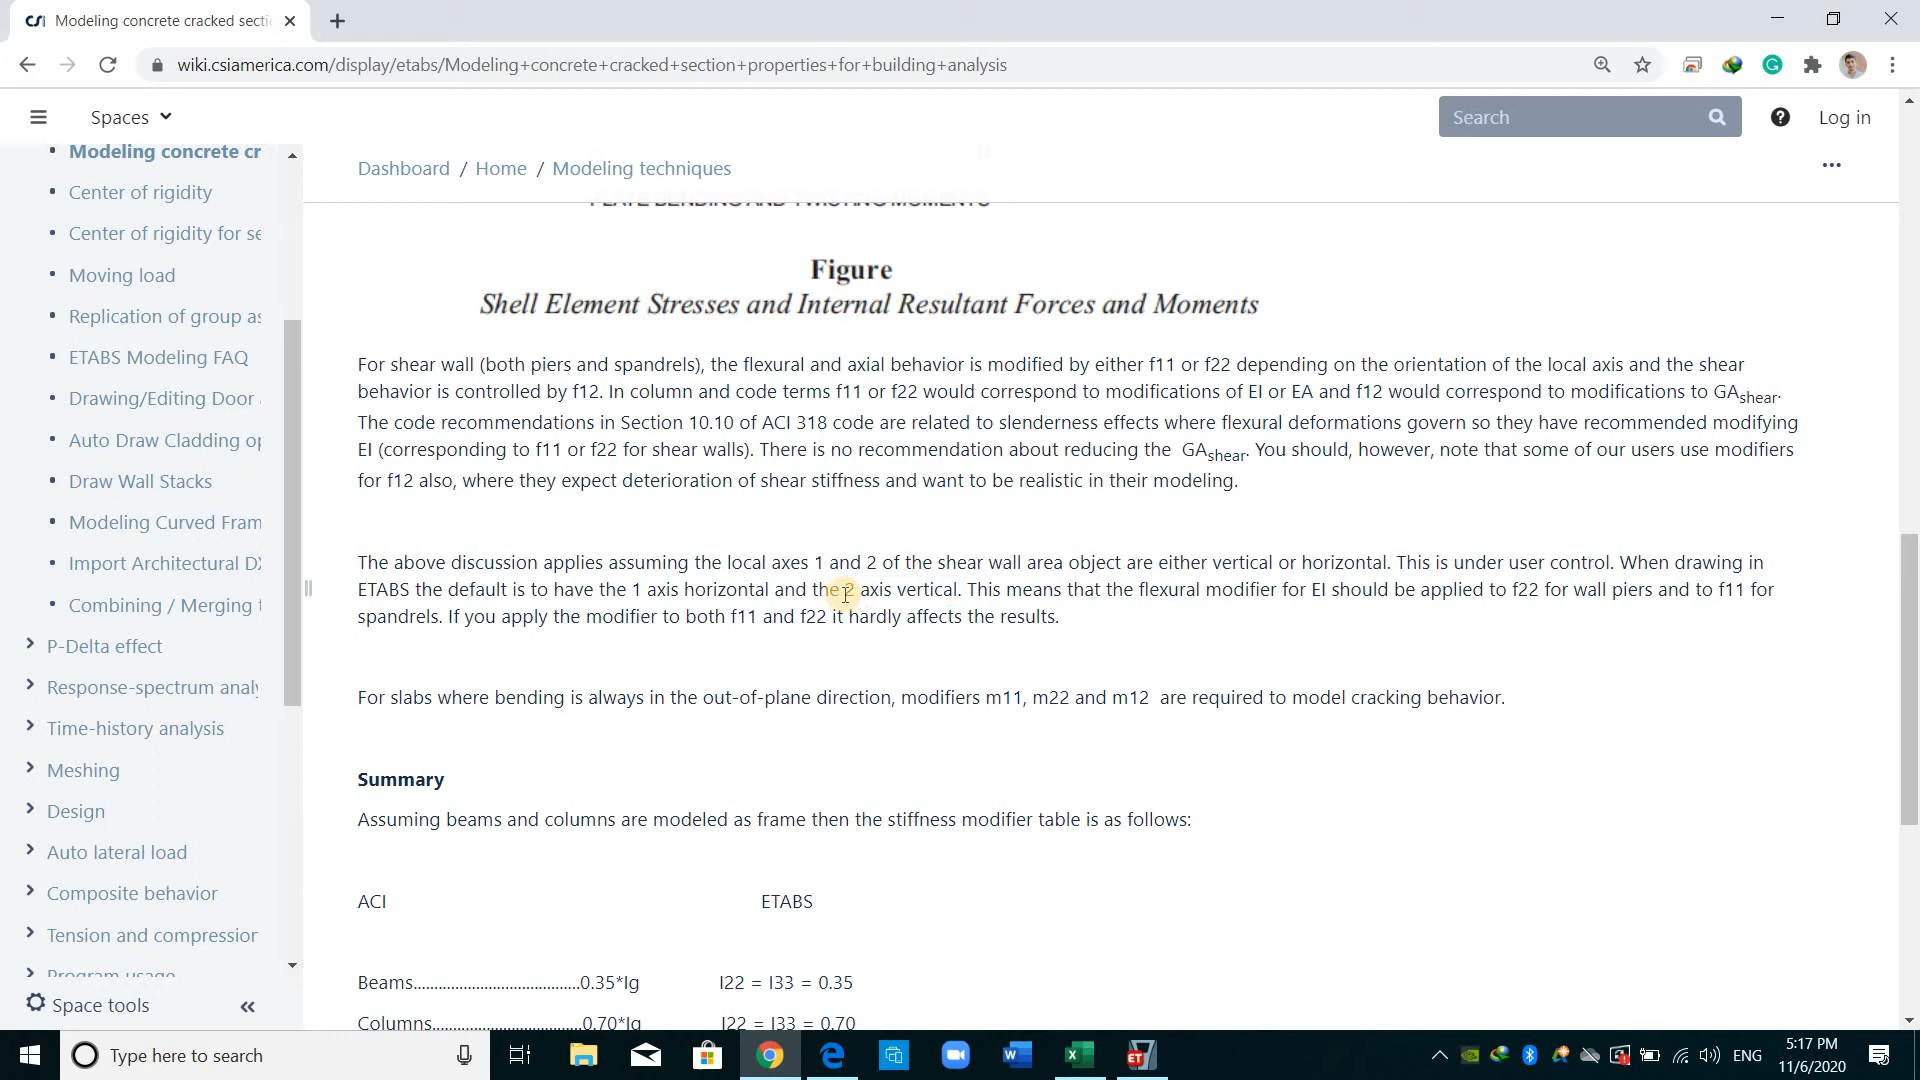 Modeling concrete cracked secti
wiki.csiamerica.com/display/etabs/Modeling+concrete+cracked+section+properties+for+building+analysis
Spaces
Search
Log in
Dashboard / Home / Modeling techniques
Modeling concrete cr
Center of rigidity
Center of rigidity for se
Moving load
Replication of group as
ETABS Modeling FAQ
Drawing/Editing Door
Auto Draw Cladding op
Draw Wall Stacks
Modeling Curved Fram
Import Architectural DX
Combining / Merging t
P-Delta effect
Response-spectrum analy
Time-history analysis
Meshing
Design
Auto lateral load
Composite behavior
Tension and compression
Program usage
Space tools
PLATE BENDING AND TWISTING MOMENTS
Figure
Shell Element Stresses and Internal Resultant Forces and Moments
For shear wall (both piers and spandrels), the flexural and axial behavior is modified by either f11 or f22 depending on the orientation of the local axis and the shear
behavior is controlled by f12. In column and code terms f11 or f22 would correspond to modifications of EI or EA and f12 would correspond to modifications to GAshear.
The code recommendations in Section 10.10 of ACI 318 code are related to slenderness effects where flexural deformations govern so they have recommended modifying
EI (corresponding to f11 or f22 for shear walls). There is no recommendation about reducing the GAshear. You should, however, note that some of our users use modifiers
for f12 also, where they expect deterioration of shear stiffness and want to be realistic in their modeling.
The above discussion applies assuming the local axes 1 and 2 of the shear wall area object are either vertical or horizontal. This is under user control. When drawing in
ETABS the default is to have the 1 axis horizontal and the 2 axis vertical. This means that the flexural modifier for EI should be applied to f22 for wall piers and to f11 for
spandrels. If you apply the modifier to both f11 and f22 it hardly affects the results.
For slabs where bending is always in the out-of-plane direction, modifiers m11, m22 and m12 are required to model cracking behavior.
Summary
Assuming beams and columns are modeled as frame then the stiffness modifier table is as follows:
ACI ETABS
Beams........................................0.35*Ig I22 = I33 = 0.35
Columns....................................0.70*Ig I22 = I33 = 0.70
Type here to search
ENG
5:17 PM
11/6/2020